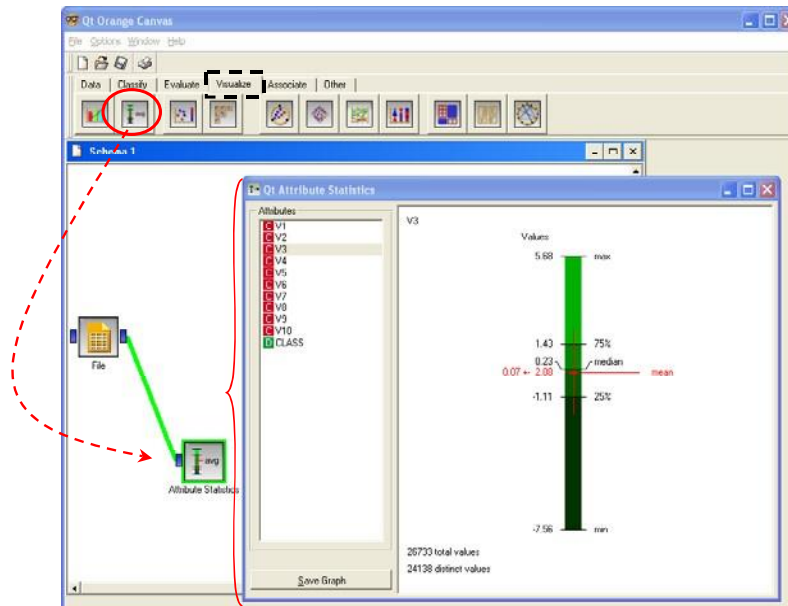 Qt Orange Canvas
File Options Window Help
Data Classify Evaluate Visualize Associate Other
Schema 1
File
avg
Attribute Statistics
Qt Attribute Statistics
Attributes
C V1
C V2
C V3
C V4
C V5
C V6
C V7
C V8
C V9
C V10
D CLASS
Save Graph
V3
Values
5.68 max
1.43 75%
0.23 median
0.07 +- 2.08 mean
-1.11 25%
-7.56 min
26733 total values
24138 distinct values